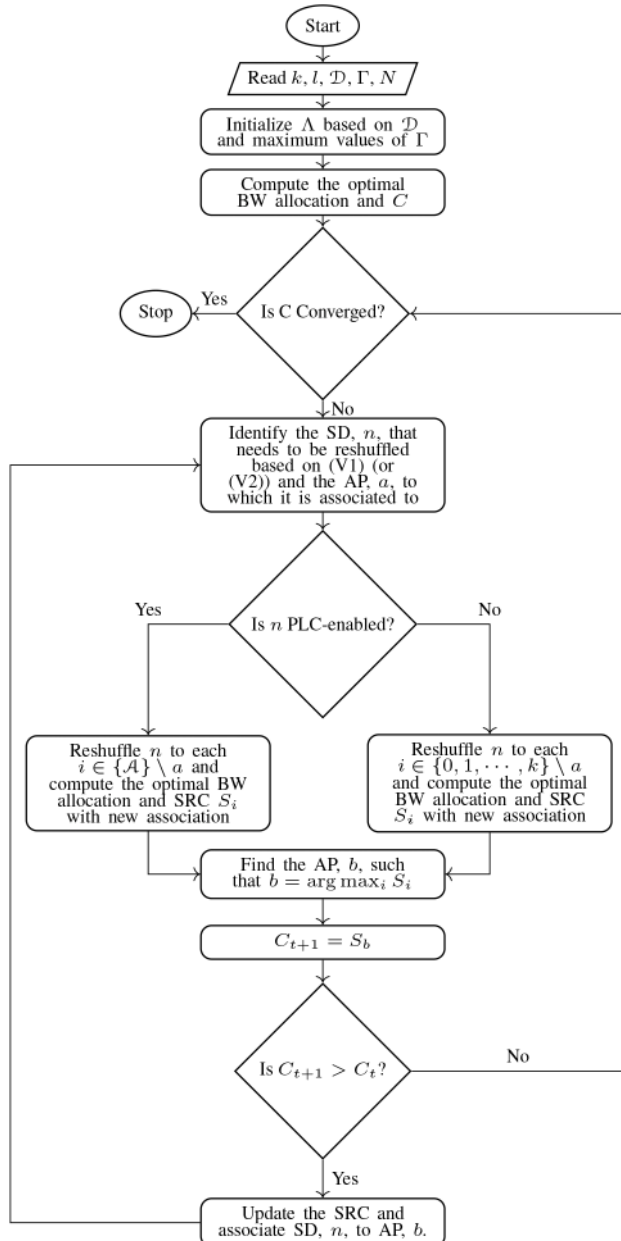 Start
Read k, l, 𝒟, Γ, N
Initialize Λ based on 𝒟
and maximum values of Γ
Compute the optimal
BW allocation and C
Is C Converged?
Yes
Stop
No
Identify the SD, n, that
needs to be reshuffled
based on (V1) (or
(V2)) and the AP, a, to
which it is associated to
Is n PLC-enabled?
Yes
No
Reshuffle n to each
i ∈ {𝒜} \ a and
compute the optimal BW
allocation and SRC S_i
with new association
Reshuffle n to each
i ∈ {0, 1, ⋯ , k} \ a
and compute the optimal
BW allocation and SRC
S_i with new association
Find the AP, b, such
that b = arg max_i S_i
C_{t+1} = S_b
Is C_{t+1} > C_t?
No
Yes
Update the SRC and
associate SD, n, to AP, b.